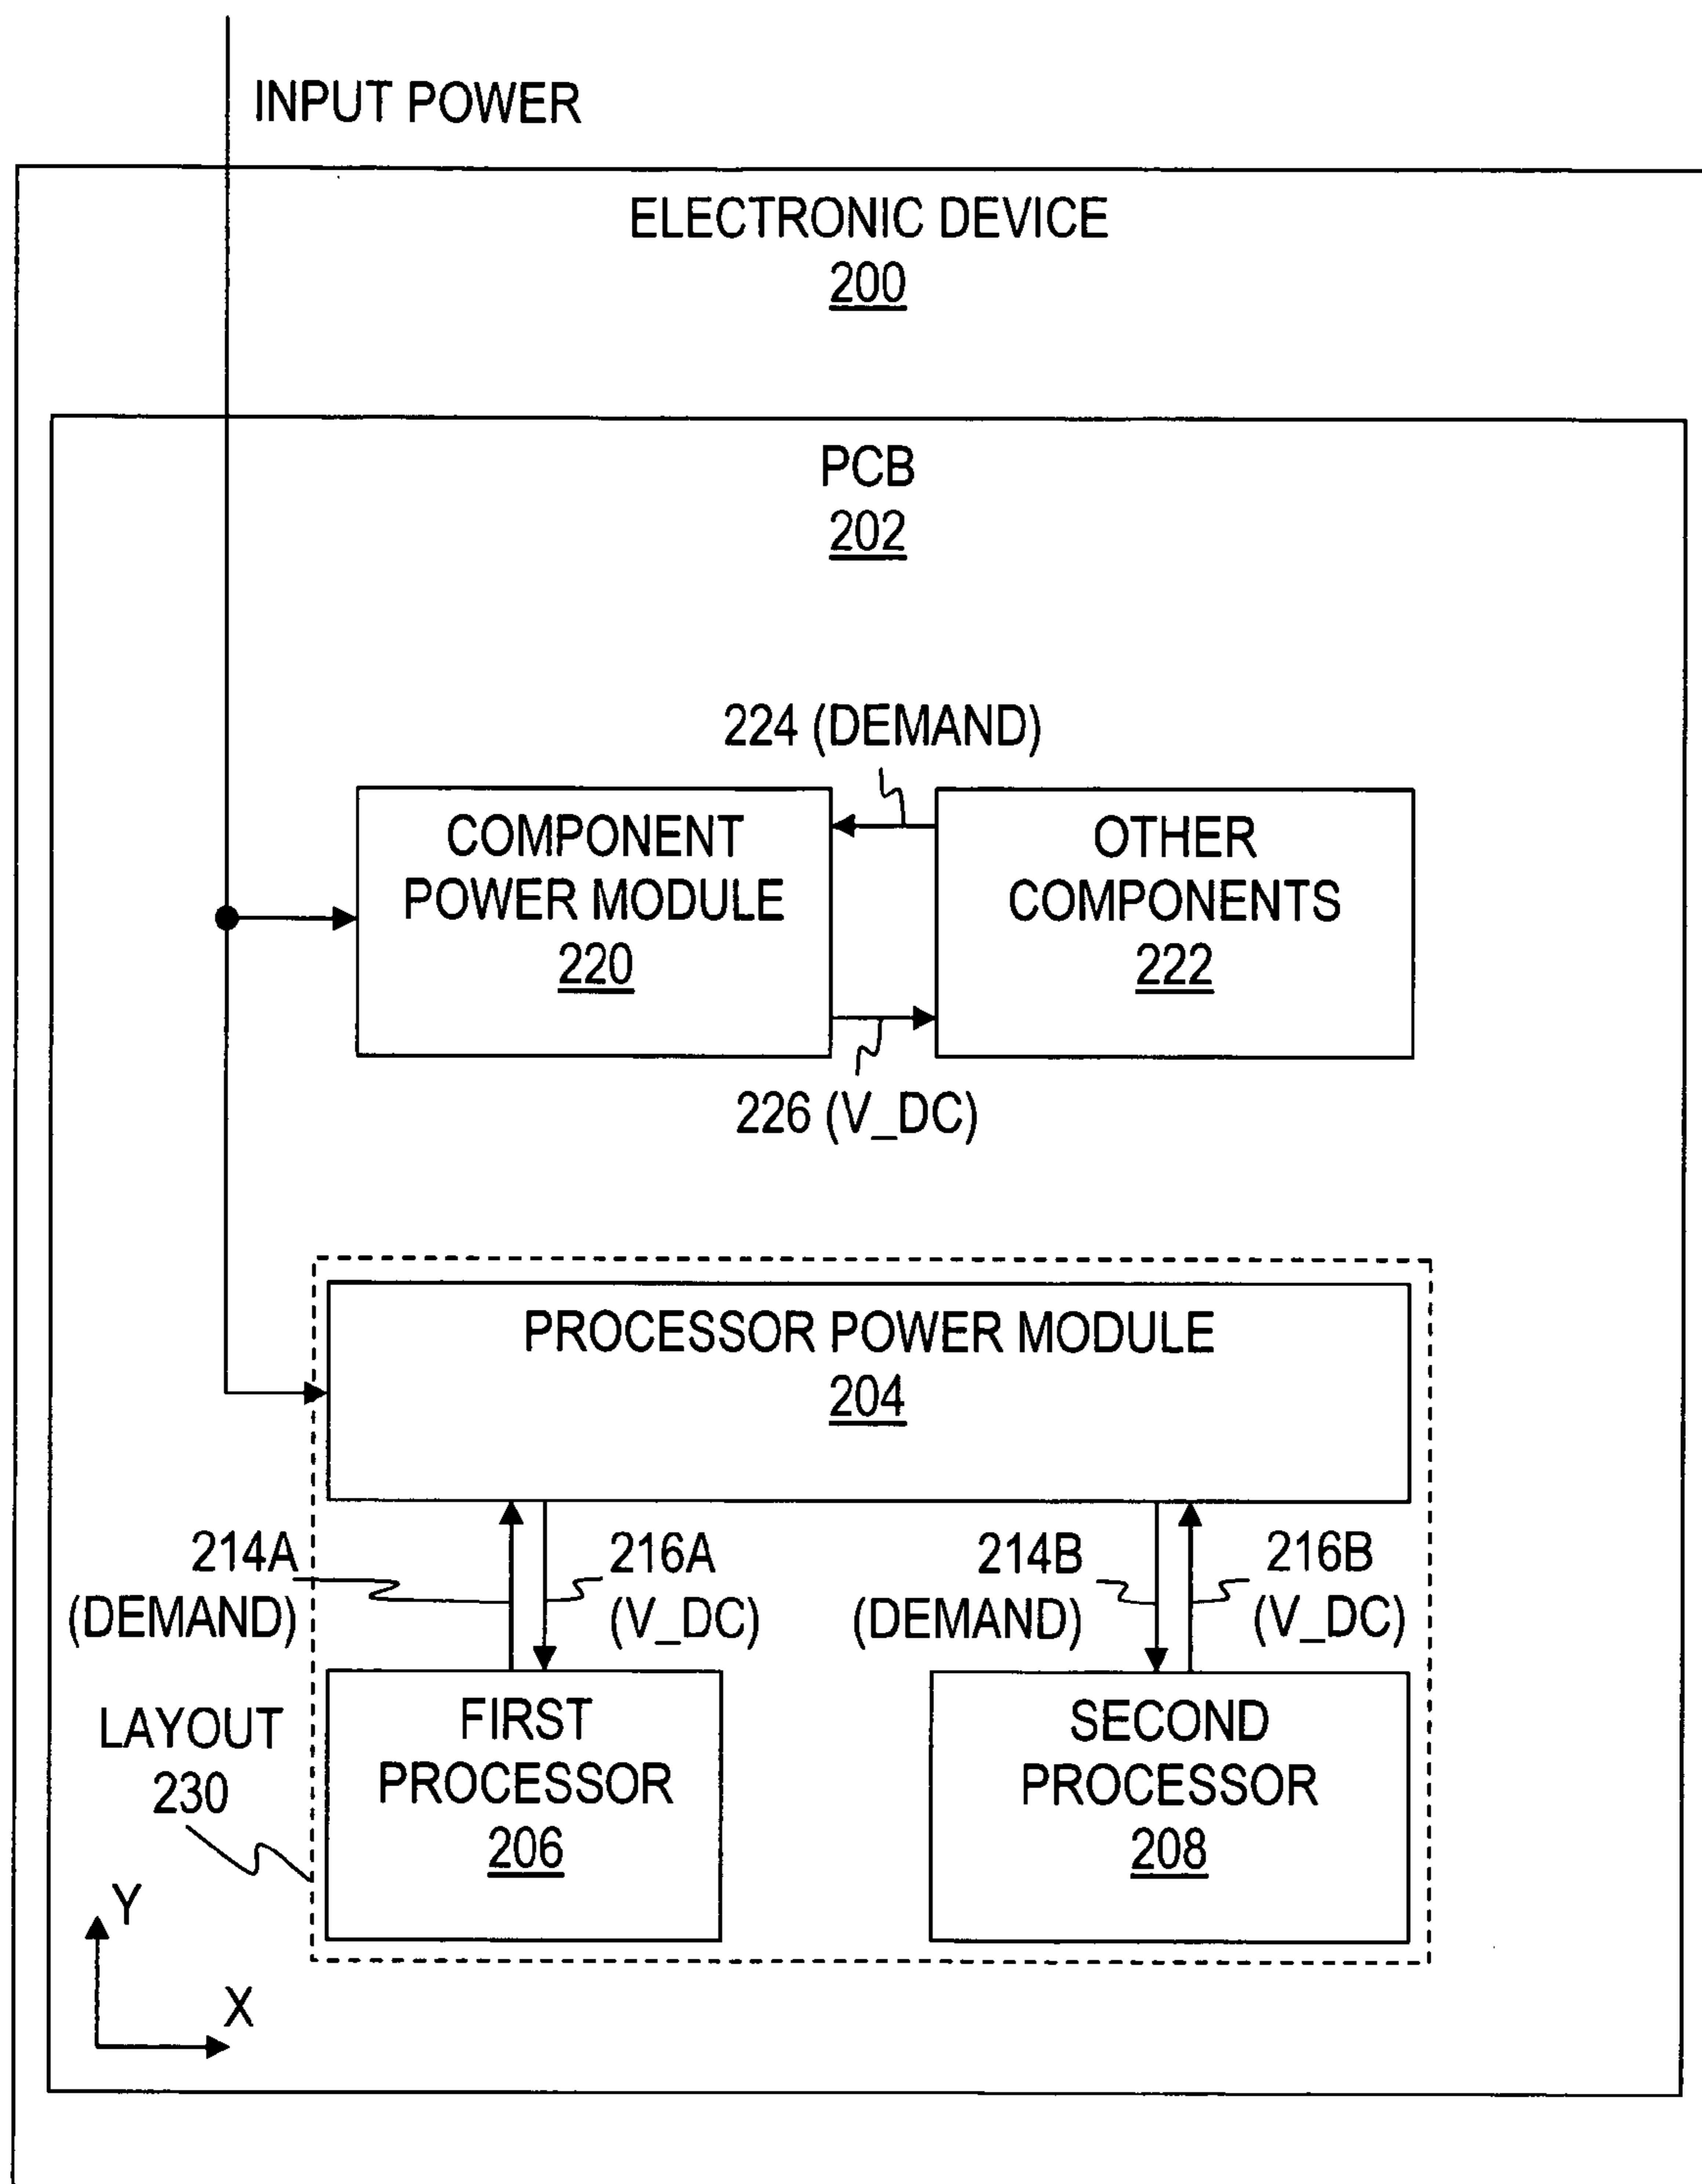 INPUT POWER
ELECTRONIC DEVICE
200
PCB
202
224 (DEMAND)
COMPONENT
POWER MODULE
220
OTHER
COMPONENTS
222
226 (V_DC)
PROCESSOR POWER MODULE
204
214A
(DEMAND)
216A
(V_DC)
214B
(DEMAND)
216B
(V_DC)
LAYOUT
230
FIRST
PROCESSOR
206
SECOND
PROCESSOR
208
Y
X